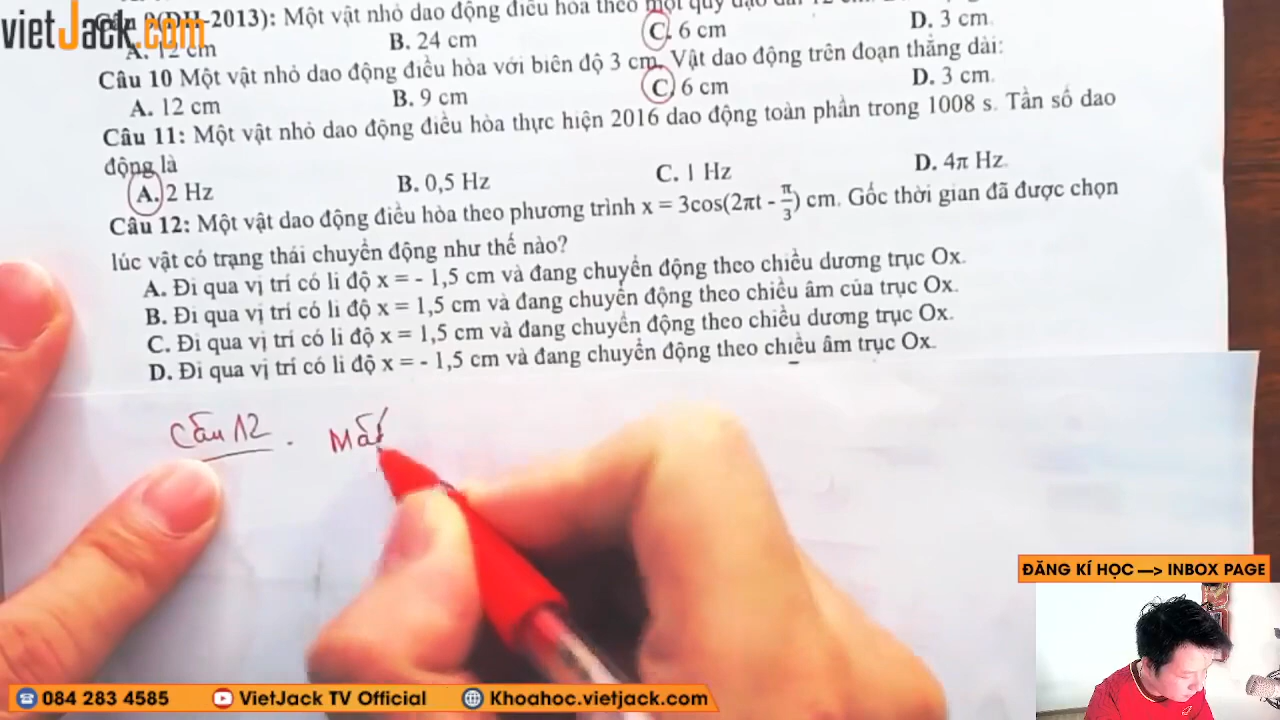 vietJack.com
-2013): Một vật nhỏ dao động điều hòa theo một quỹ đạo dài 12
A. 12 cm B. 24 cm C. 6 cm D. 3 cm
Câu 10 Một vật nhỏ dao động điều hòa với biên độ 3 cm. Vật dao động trên đoạn thẳng dài:
A. 12 cm B. 9 cm C. 6 cm D. 3 cm.
Câu 11: Một vật nhỏ dao động điều hòa thực hiện 2016 dao động toàn phần trong 1008 s. Tần số dao
động là
A. 2 Hz B. 0,5 Hz C. 1 Hz D. 4π Hz.
Câu 12: Một vật dao động điều hòa theo phương trình x = 3cos(2πt - π/3) cm. Gốc thời gian đã được chọn
lúc vật có trạng thái chuyển động như thế nào?
A. Đi qua vị trí có li độ x = - 1,5 cm và đang chuyển động theo chiều dương trục Ox.
B. Đi qua vị trí có li độ x = 1,5 cm và đang chuyển động theo chiều âm của trục Ox.
C. Đi qua vị trí có li độ x = 1,5 cm và đang chuyển động theo chiều dương trục Ox.
D. Đi qua vị trí có li độ x = - 1,5 cm và đang chuyển động theo chiều âm trục Ox.
Câu 12.
ĐĂNG KÍ HỌC —> INBOX PAGE
084 283 4585 VietJack TV Official Khoahoc.vietjack.com